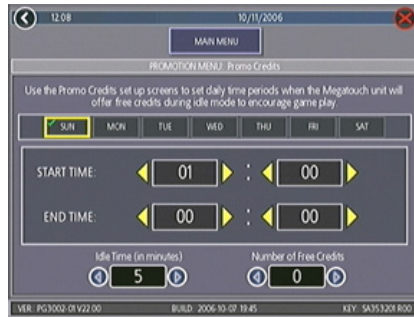 12:08 10/11/2006
MAIN MENU
PROMOTION MENU: Promo Credits
Use the Promo Credits set up screens to set daily time periods when the Megatouch unit will
offer free credits during idle mode to encourage game play.
SUN MON TUE WED THU FRI SAT
START TIME: 01 : 00
END TIME: 00 : 00
Idle Time (in minutes) Number of Free Credits
5 0
VER: PG3002-01 V22.00 BUILD: 2006-10-07 19:45 KEY: SA353201 R00